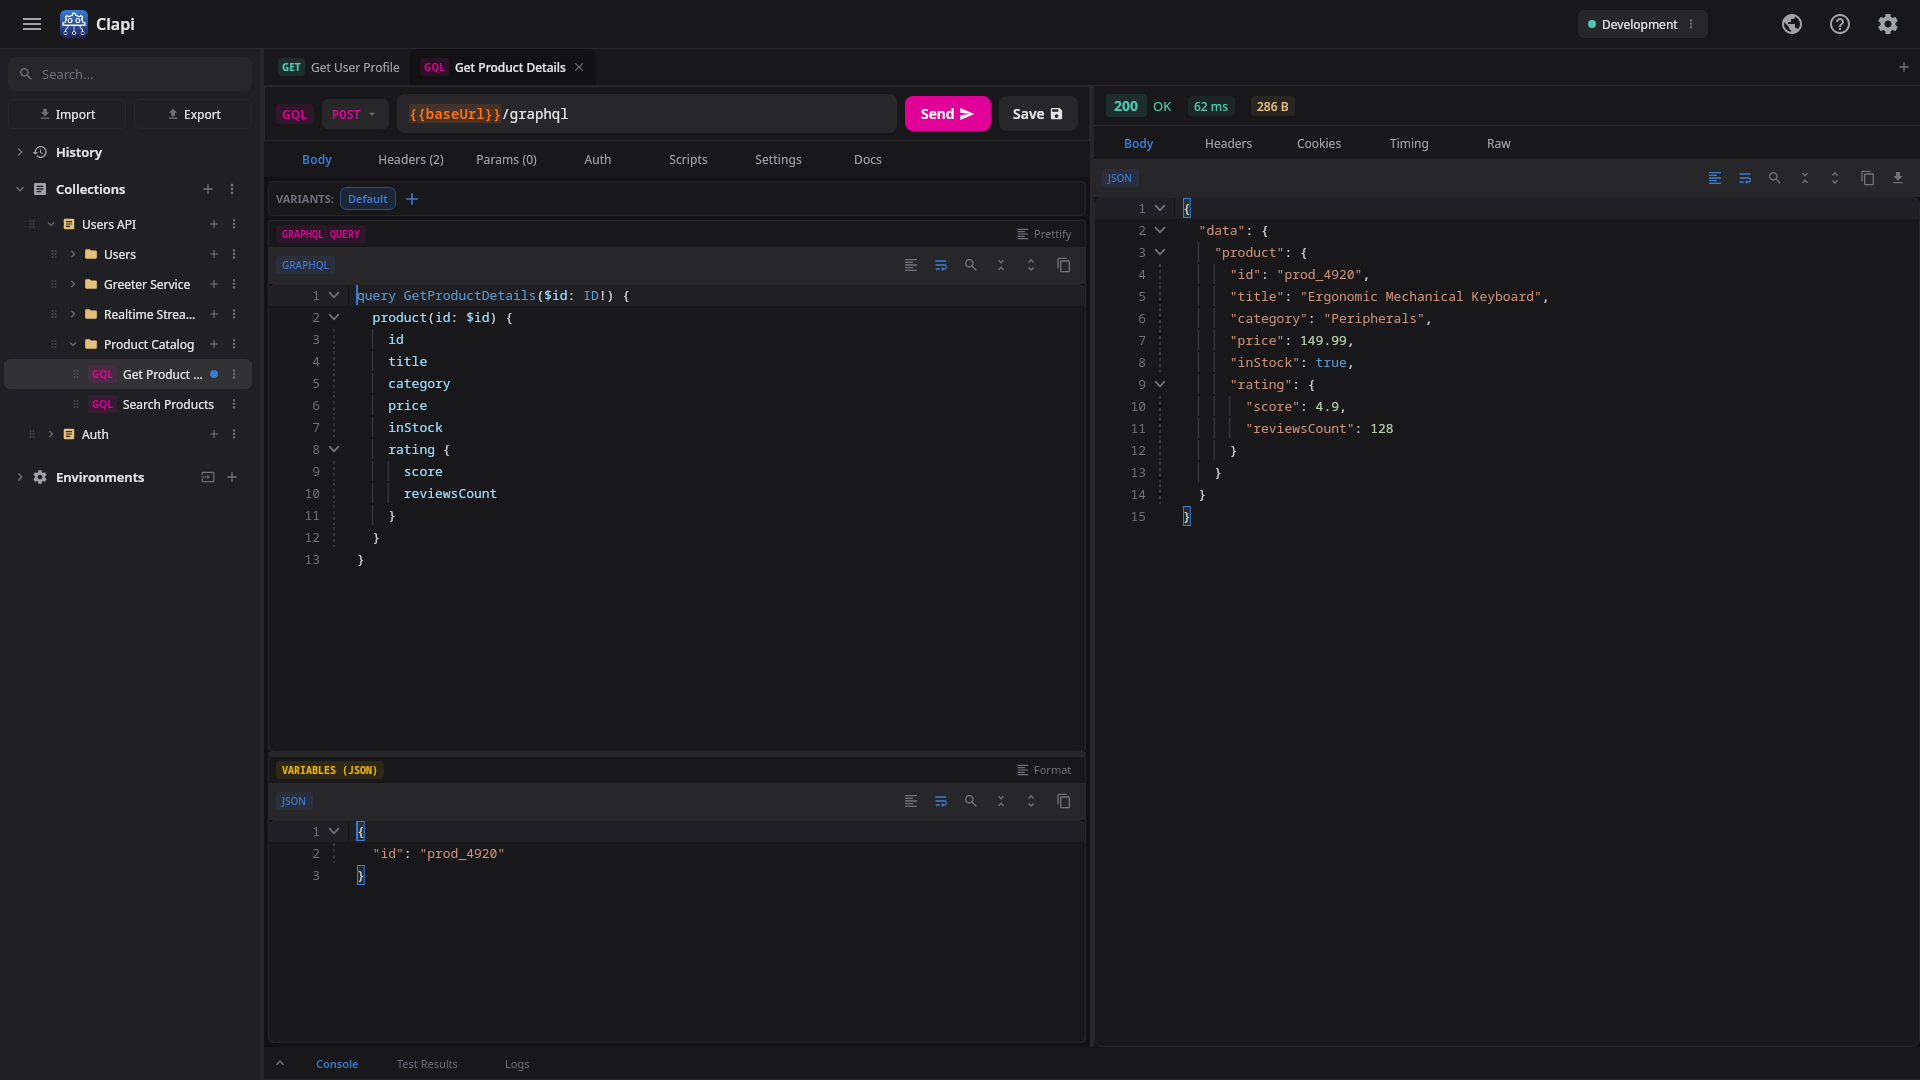 Clapi
Development
Search...
Import
Export
History
Collections
Users API
Users
Greeter Service
Realtime Strea...
Product Catalog
GQL Get Product ...
GQL Search Products
Auth
Environments
GET Get User Profile
GQL Get Product Details
GQL POST {{baseUrl}}/graphql Send Save
Body Headers (2) Params (0) Auth Scripts Settings Docs
VARIANTS: Default
GRAPHQL QUERY Prettify
GRAPHQL
1 query GetProductDetails($id: ID!) {
2 product(id: $id) {
3 id
4 title
5 category
6 price
7 inStock
8 rating {
9 score
10 reviewsCount
11 }
12 }
13 }
VARIABLES (JSON) Format
JSON
1 {
2 "id": "prod_4920"
3 }
200 OK 62 ms 286 B
Body Headers Cookies Timing Raw
JSON
1 {
2 "data": {
3 "product": {
4 "id": "prod_4920",
5 "title": "Ergonomic Mechanical Keyboard",
6 "category": "Peripherals",
7 "price": 149.99,
8 "inStock": true,
9 "rating": {
10 "score": 4.9,
11 "reviewsCount": 128
12 }
13 }
14 }
15 }
Console Test Results Logs